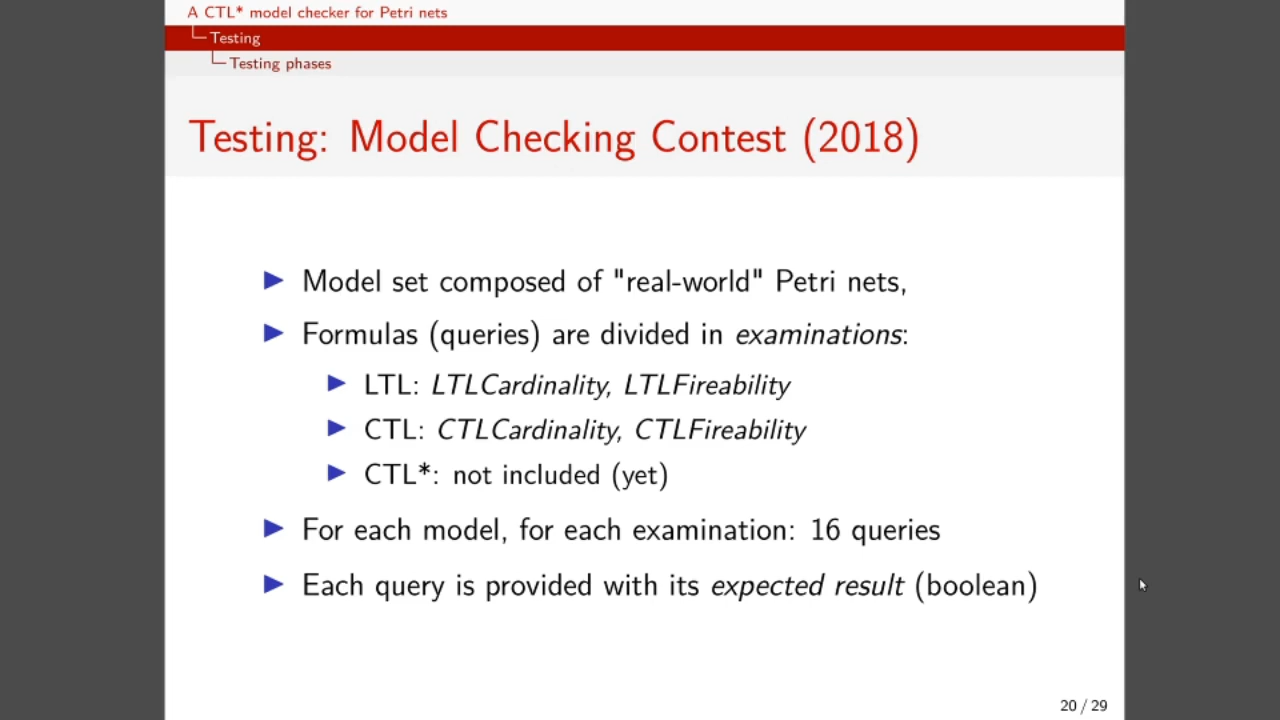 A CTL* model checker for Petri nets
Testing
Testing phases
Testing: Model Checking Contest (2018)
Model set composed of "real-world" Petri nets,
Formulas (queries) are divided in examinations:
LTL: LTLCardinality, LTLFireability
CTL: CTLCardinality, CTLFireability
CTL*: not included (yet)
For each model, for each examination: 16 queries
Each query is provided with its expected result (boolean)
20 / 29